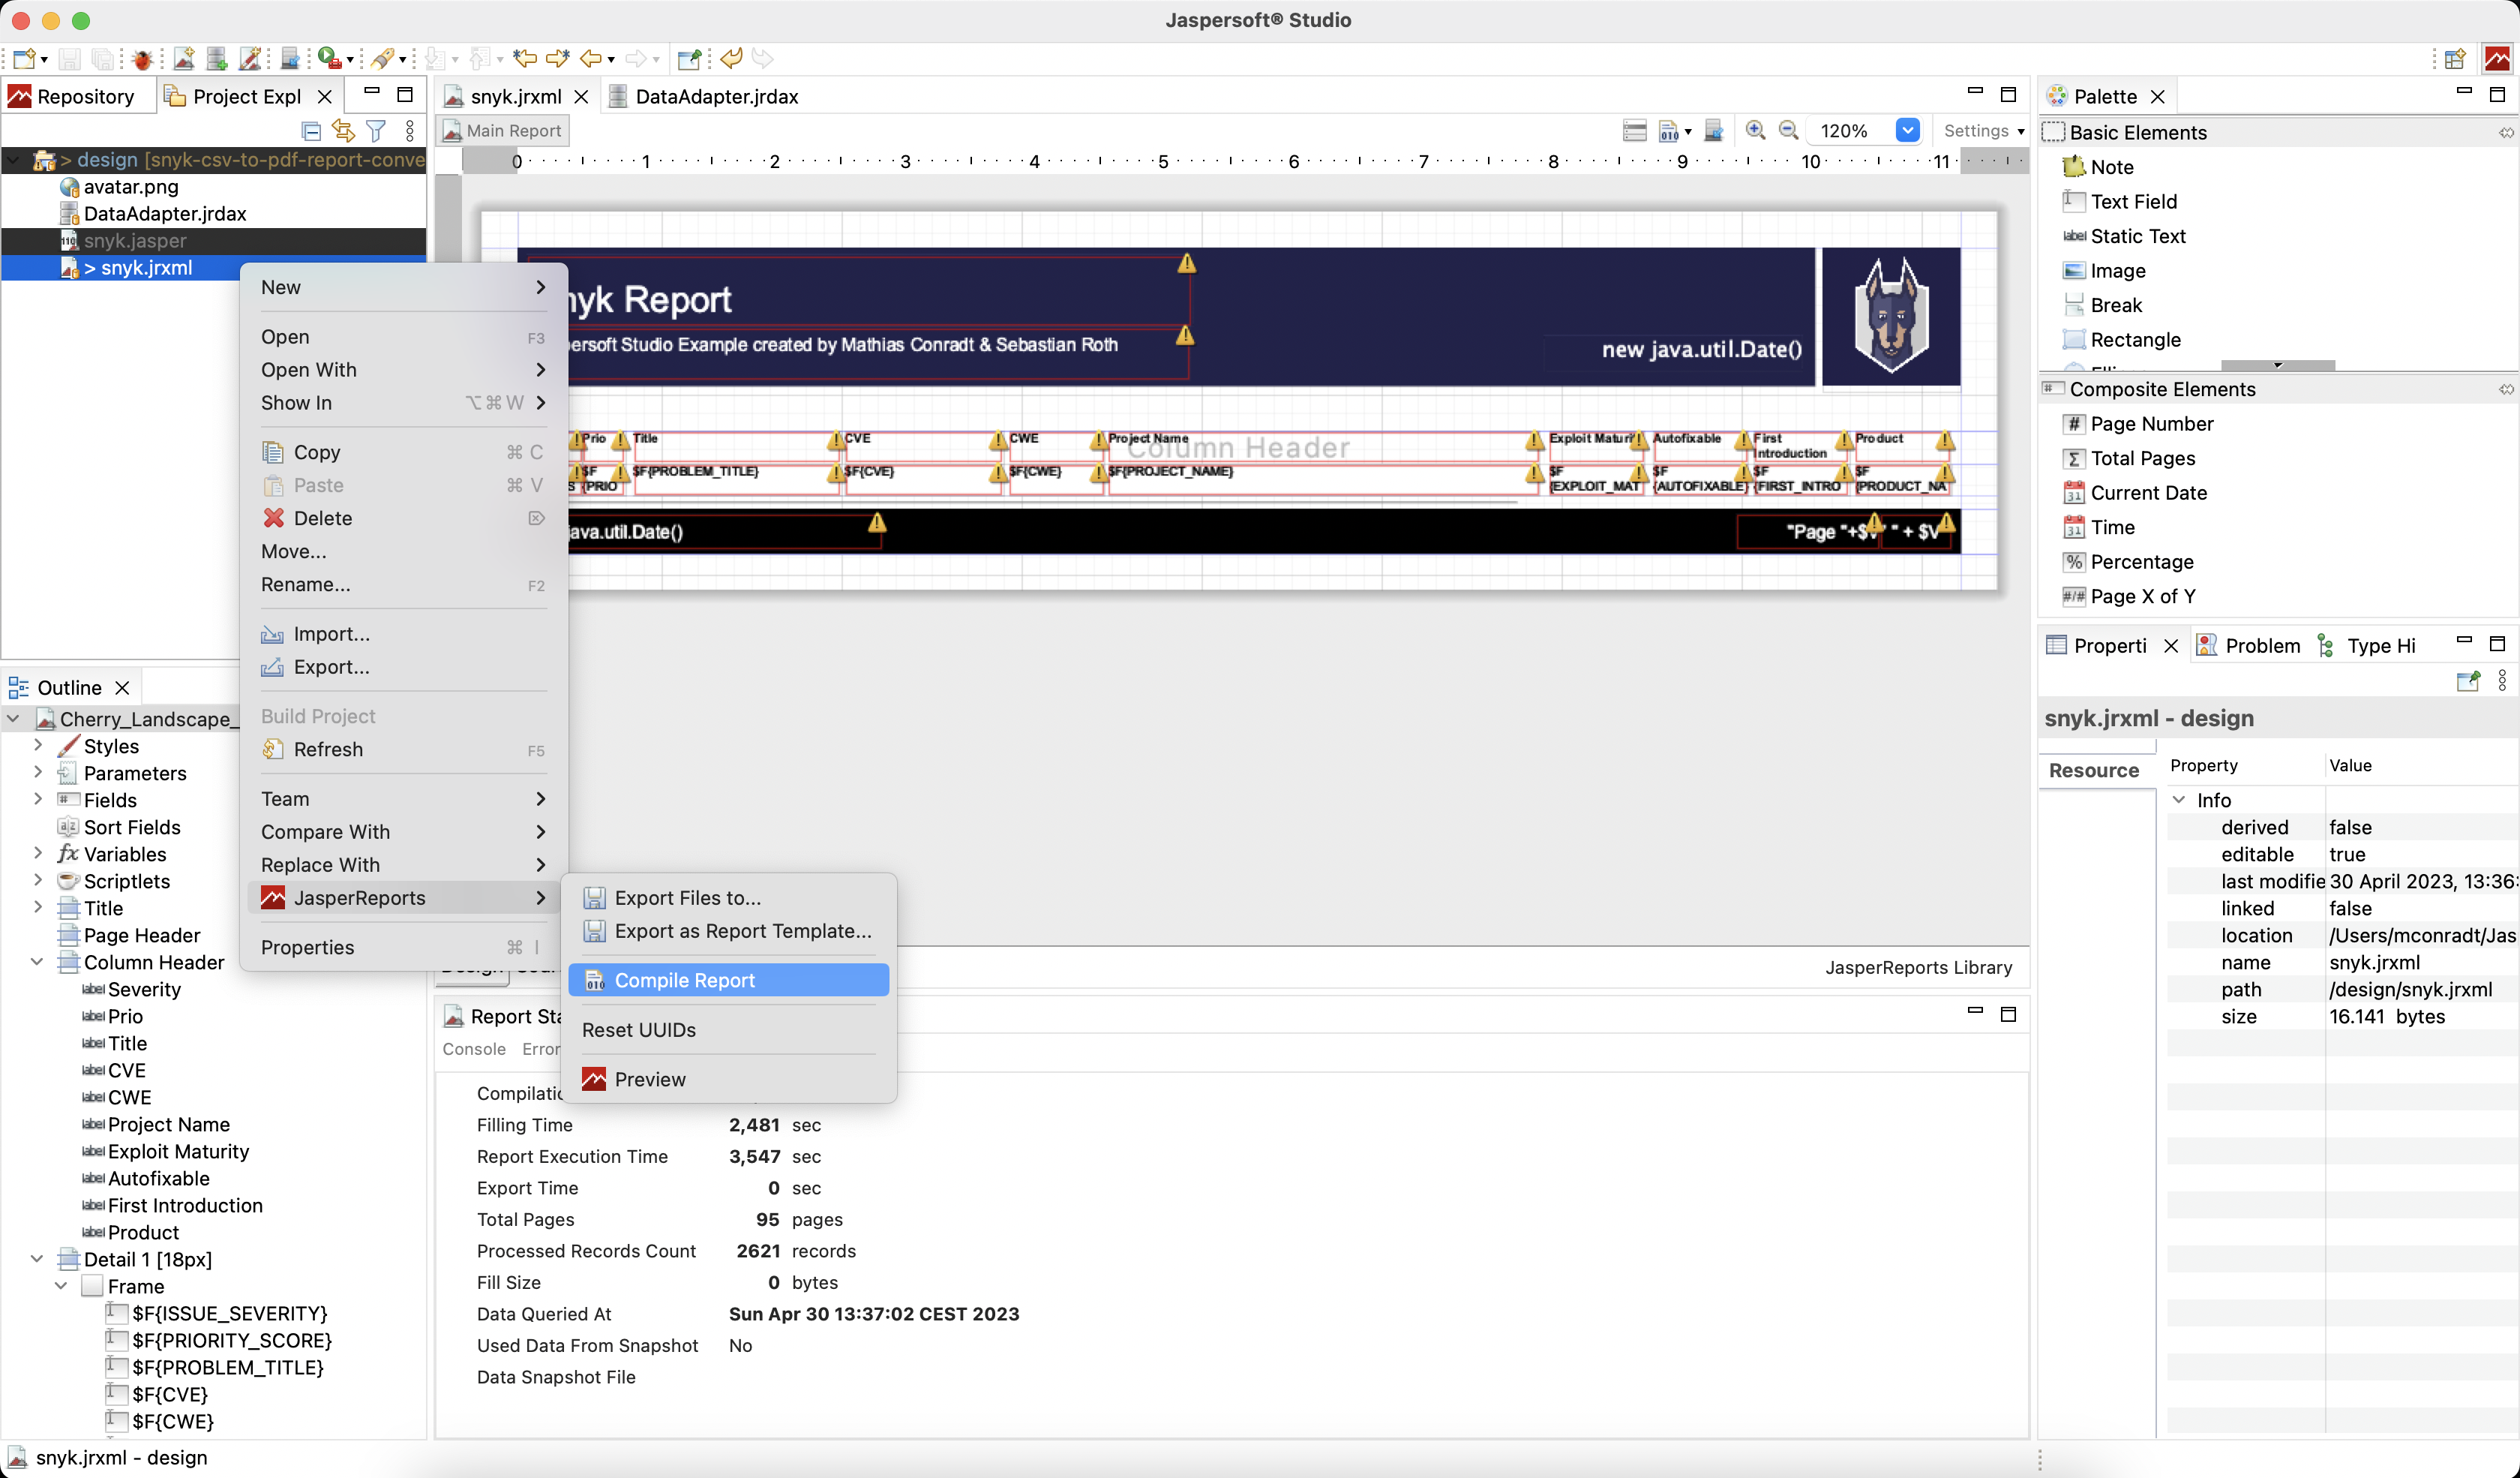 Jaspersoft® Studio
Repository
Project Expl
> design [snyk-csv-to-pdf-report-conve
avatar.png
DataAdapter.jrdax
snyk.jasper
> snyk.jrxml
New
Open F3
Open With
Show In ⌥⌘W
Copy ⌘ C
Paste ⌘ V
Delete
Move...
Rename... F2
Import...
Export...
Build Project
Refresh F5
Team
Compare With
Replace With
JasperReports
Properties ⌘ I
Export Files to...
Export as Report Template...
Compile Report
Reset UUIDs
Preview
snyk.jrxml
DataAdapter.jrdax
Main Report
120%
Settings
0 1 2 3 4 5 6 7 8 9 10 11
nyk Report
persoft Studio Example created by Mathias Conradt & Sebastian Roth
new java.util.Date()
Prio Title CVE CWE Project Name Exploit Maturi Autofixable First Introduction Product
Column Header
$F{PROBLEM_TITLE} $F{CVE} $F{CWE} $F{PROJECT_NAME} $F $F $F $F
{PRIO {EXPLOIT_MAT {AUTOFIXABLE} {FIRST_INTRO {PRODUCT_NA
java.util.Date()
"Page "+$V " " + $V
JasperReports Library
Report Sta
Console Error
Compilatio
Filling Time 2,481 sec
Report Execution Time 3,547 sec
Export Time 0 sec
Total Pages 95 pages
Processed Records Count 2621 records
Fill Size 0 bytes
Data Queried At Sun Apr 30 13:37:02 CEST 2023
Used Data From Snapshot No
Data Snapshot File
Outline
Cherry_Landscape_
Styles
Parameters
Fields
Sort Fields
Variables
Scriptlets
Title
Page Header
Column Header
Severity
Prio
Title
CVE
CWE
Project Name
Exploit Maturity
Autofixable
First Introduction
Product
Detail 1 [18px]
Frame
$F{ISSUE_SEVERITY}
$F{PRIORITY_SCORE}
$F{PROBLEM_TITLE}
$F{CVE}
$F{CWE}
snyk.jrxml - design
Palette
Basic Elements
Note
Text Field
Static Text
Image
Break
Rectangle
Composite Elements
Page Number
Total Pages
Current Date
Time
Percentage
Page X of Y
Properti
Problem
Type Hi
snyk.jrxml - design
Resource
Property Value
Info
derived false
editable true
last modifie 30 April 2023, 13:36:
linked false
location /Users/mconradt/Jas
name snyk.jrxml
path /design/snyk.jrxml
size 16.141 bytes